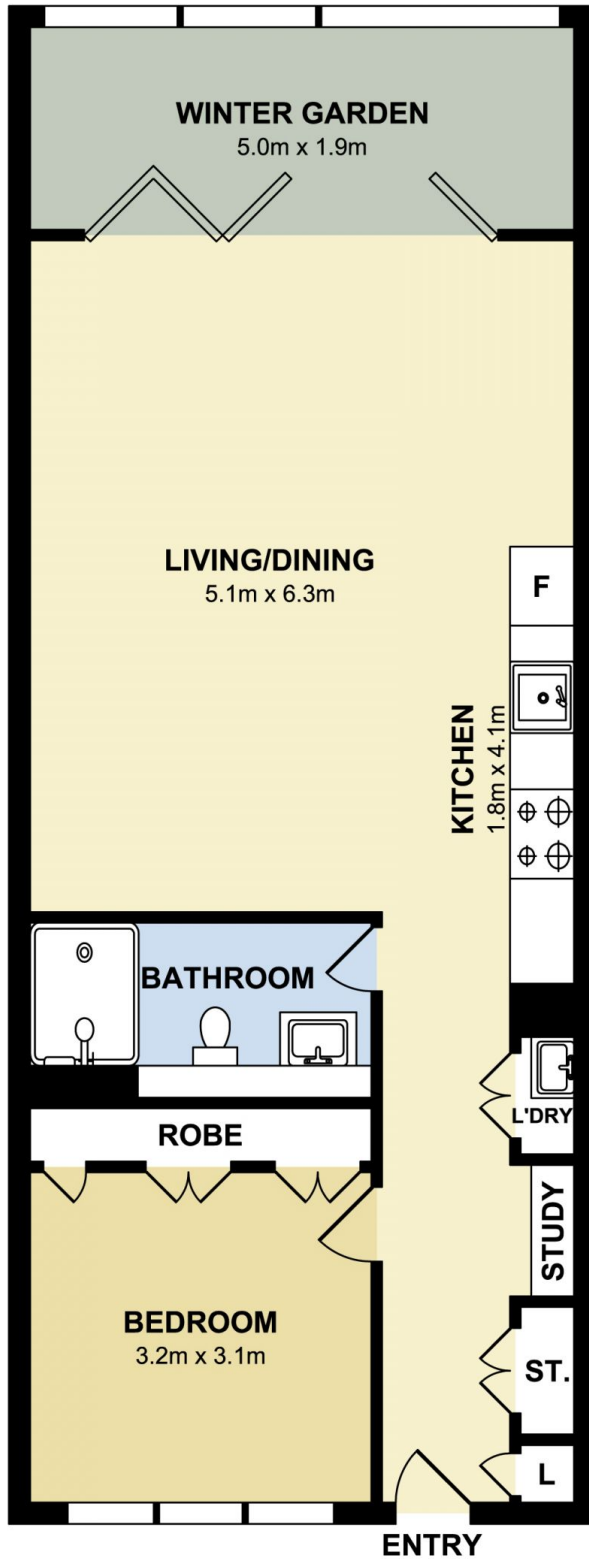 WINTER GARDEN
5.0m x 1.9m
LIVING/DINING
5.1m x 6.3m
F
KITCHEN
1.8m x 4.1m
BATHROOM
L'DRY
ROBE
STUDY
BEDROOM
3.2m x 3.1m
ST.
L
ENTRY